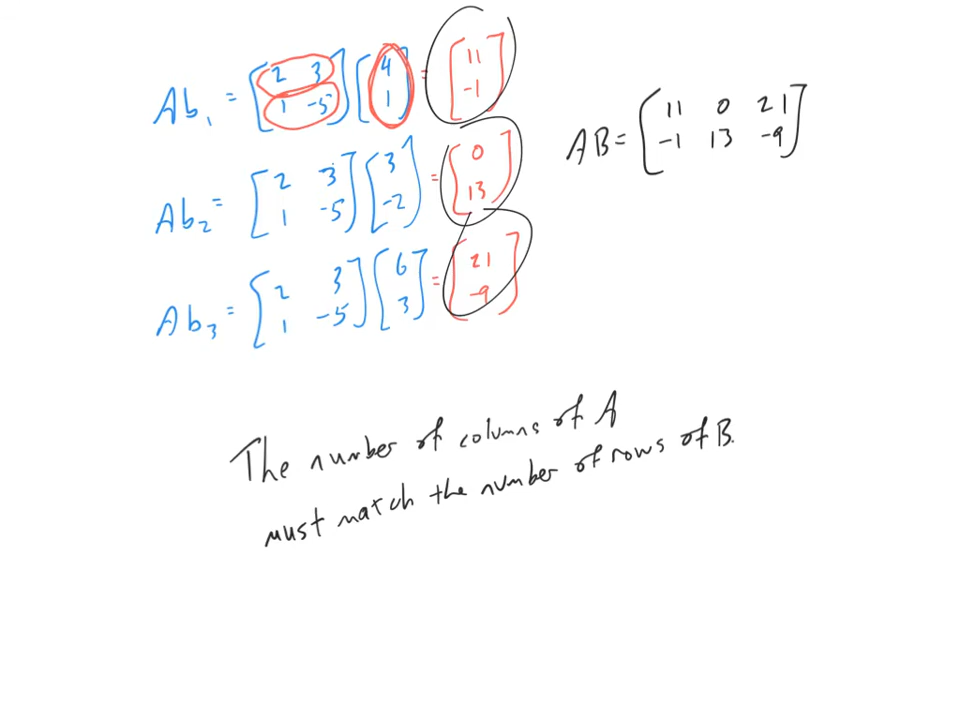 Ab₁ = [2 3; 1 -5] [4; 1] = [11; -1]
AB = [11 0 21; -1 13 -9]
Ab₂ = [2 3; 1 -5] [3; -2] = [0; 13]
Ab₃ = [2 3; 1 -5] [6; 3] = [21; -9]
The number of columns of A
must match the number of rows of B.